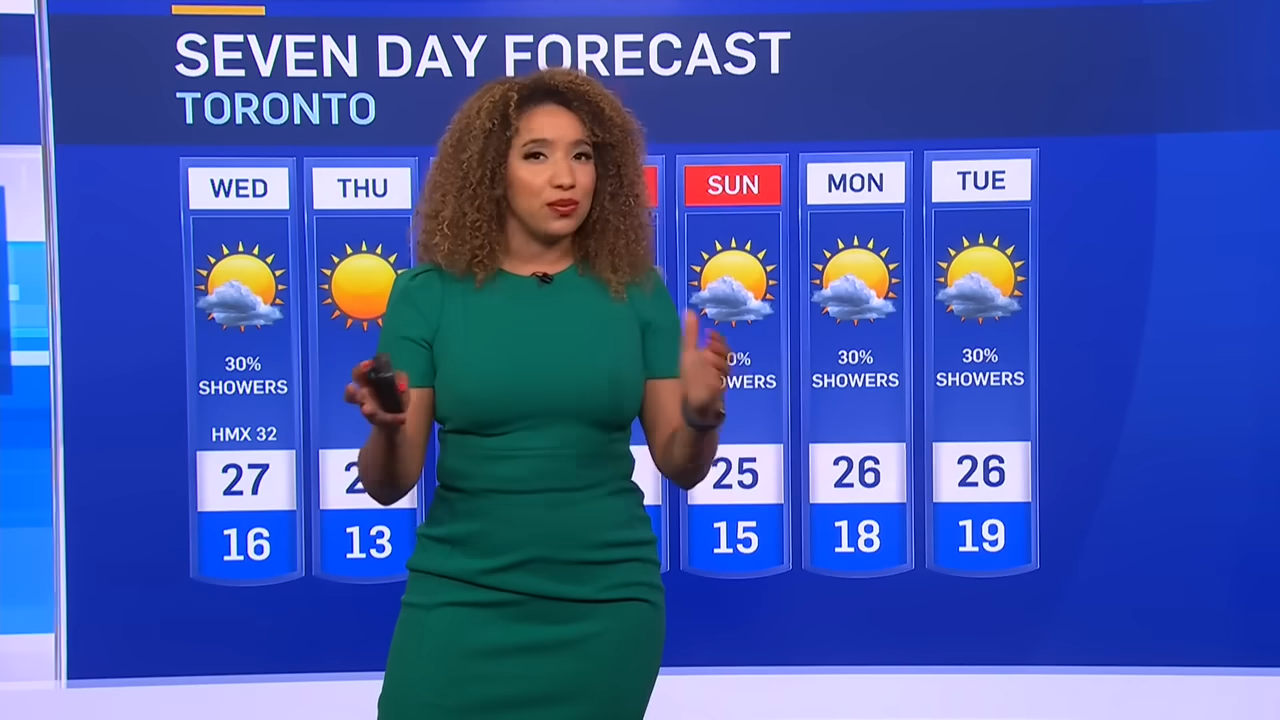 SEVEN DAY FORECAST
TORONTO
WED
THU
SUN
MON
TUE
30%
SHOWERS
HMX 32
27
16
13
25
15
30%
SHOWERS
26
18
30%
SHOWERS
26
19